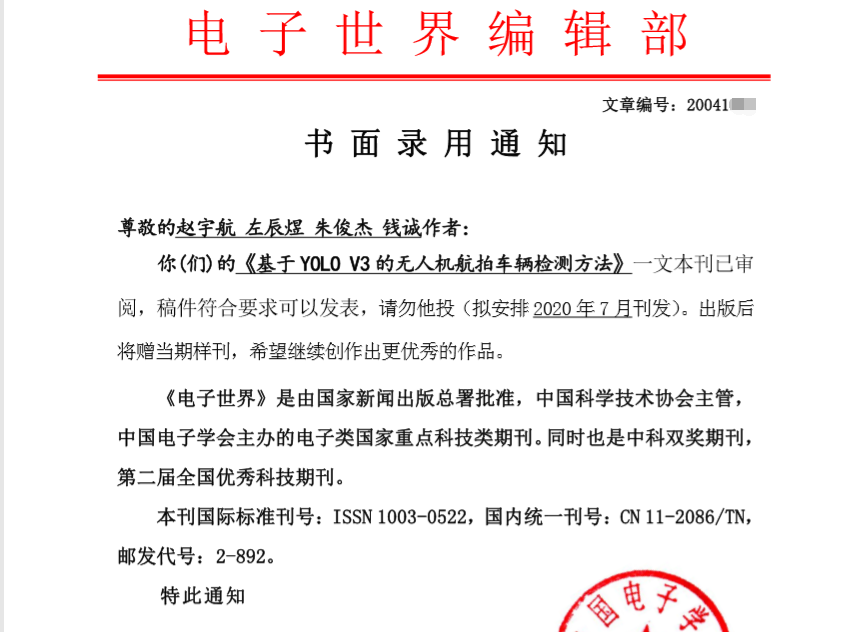 电子世界编辑部
文章编号：20041
书面录用通知
尊敬的赵宇航 左辰煜 朱俊杰 钱诚作者：
你(们)的《基于YOLO V3的无人机航拍车辆检测方法》一文本刊已审
阅，稿件符合要求可以发表，请勿他投（拟安排2020年7月刊发）。出版后
将赠当期样刊，希望继续创作出更优秀的作品。
《电子世界》是由国家新闻出版总署批准，中国科学技术协会主管，
中国电子学会主办的电子类国家重点科技类期刊。同时也是中科双奖期刊，
第二届全国优秀科技期刊。
本刊国际标准刊号：ISSN 1003-0522，国内统一刊号：CN 11-2086/TN，
邮发代号：2-892。
特此通知
国电子学